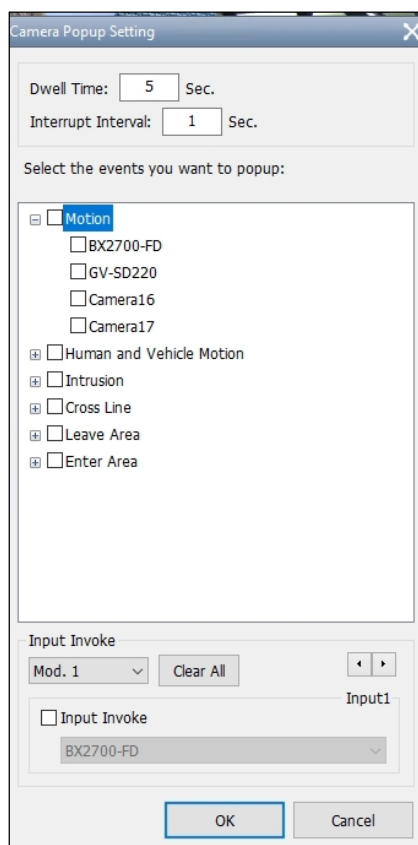 Camera Popup Setting
Dwell Time: 5 Sec.
Interrupt Interval: 1 Sec.
Select the events you want to popup:
Motion
BX2700-FD
GV-SD220
Camera16
Camera17
Human and Vehicle Motion
Intrusion
Cross Line
Leave Area
Enter Area
Input Invoke
Mod. 1 Clear All
Input1
Input Invoke
BX2700-FD
OK Cancel